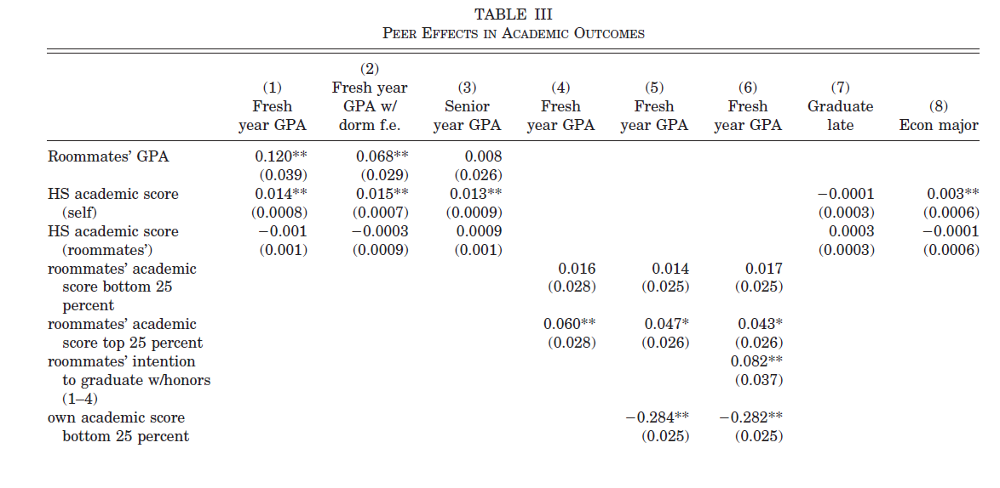 TABLE III
PEER EFFECTS IN ACADEMIC OUTCOMES
(2)
(1) Fresh year (3) (4) (5) (6) (7)
Fresh GPA w/ Senior Fresh Fresh Fresh Graduate (8)
year GPA dorm f.e. year GPA year GPA year GPA year GPA late Econ major
Roommates’ GPA 0.120** 0.068** 0.008
(0.039) (0.029) (0.026)
HS academic score 0.014** 0.015** 0.013** −0.0001 0.003**
(self) (0.0008) (0.0007) (0.0009) (0.0003) (0.0006)
HS academic score −0.001 −0.0003 0.0009 0.0003 −0.0001
(roommates’) (0.001) (0.0009) (0.001) (0.0003) (0.0006)
roommates’ academic 0.016 0.014 0.017
score bottom 25 (0.028) (0.025) (0.025)
percent
roommates’ academic 0.060** 0.047* 0.043*
score top 25 percent (0.028) (0.026) (0.026)
roommates’ intention 0.082**
to graduate w/honors (0.037)
(1–4)
own academic score −0.284** −0.282**
bottom 25 percent (0.025) (0.025)